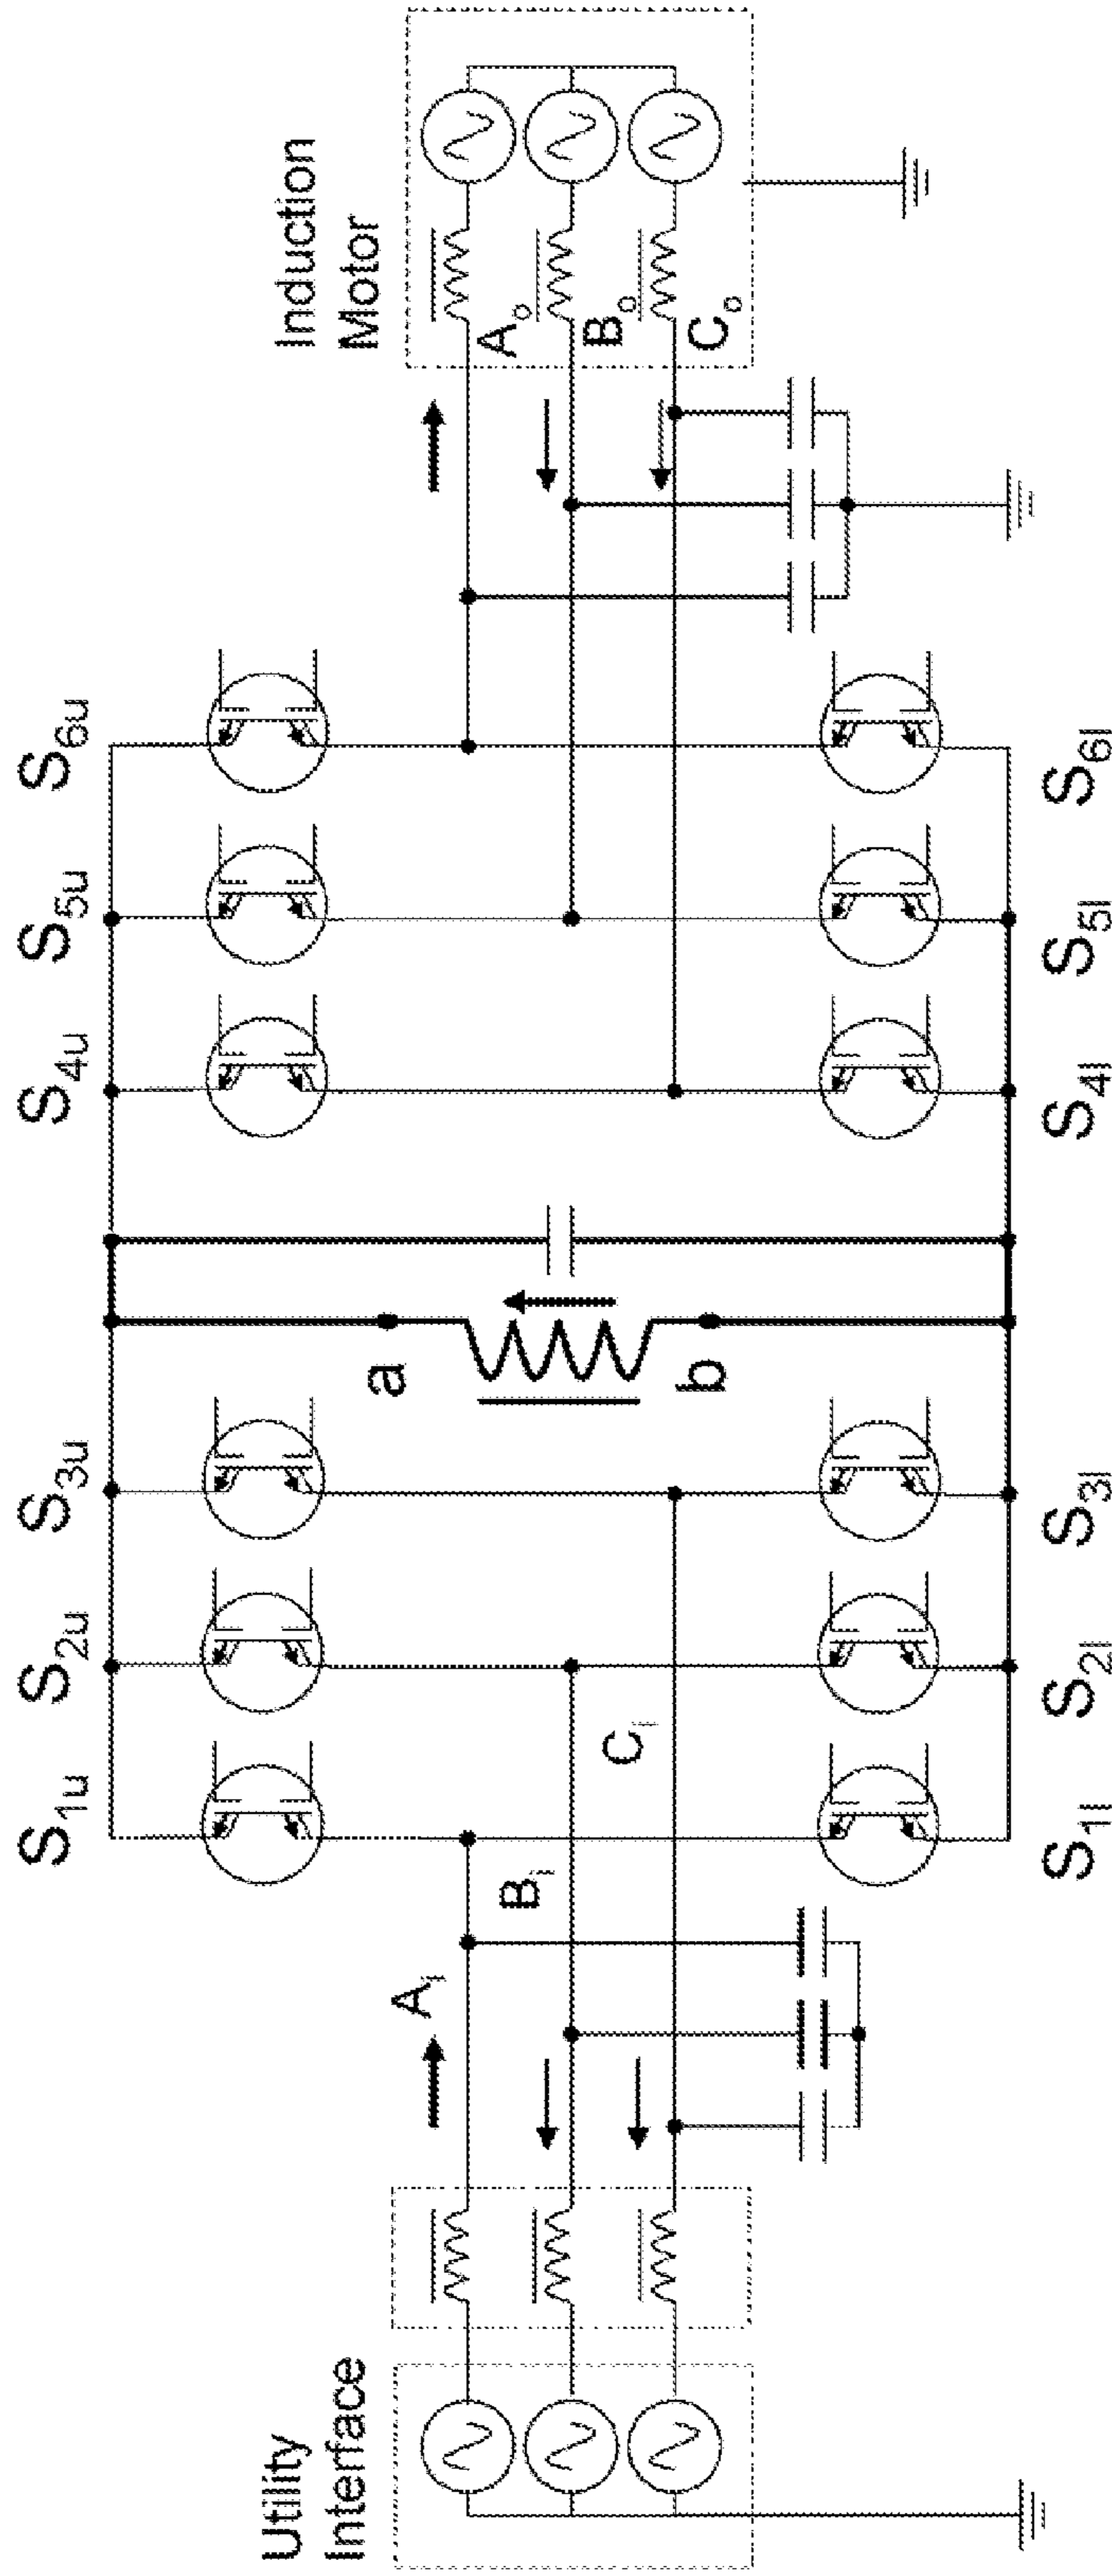 Utility
Interface
Induction
Motor
S1u
S2u
S3u
S4u
S5u
S6u
Ai
Bi
Ci
a
b
Ao
Bo
Co
S1l
S2l
S3l
S4l
S5l
S6l